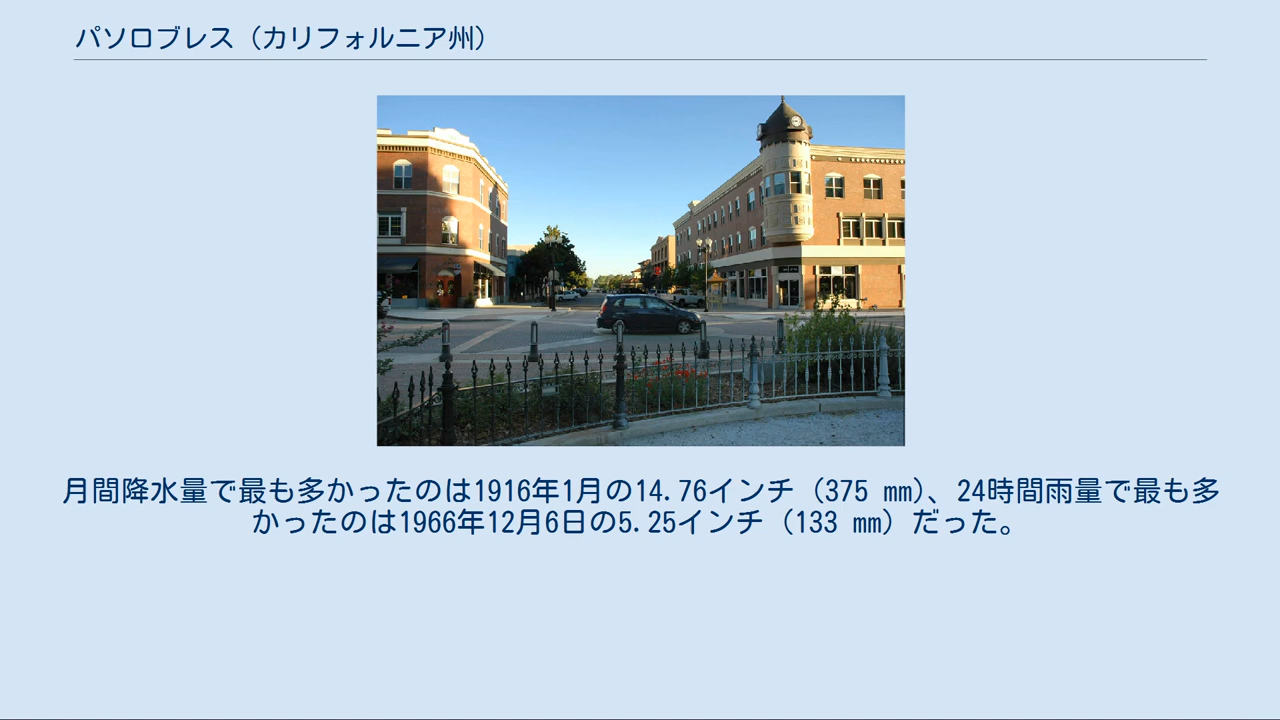 パソロブレス（カリフォルニア州）
月間降水量で最も多かったのは1916年1月の14.76インチ（375 mm）、24時間雨量で最も多
かったのは1966年12月6日の5.25インチ（133 mm）だった。